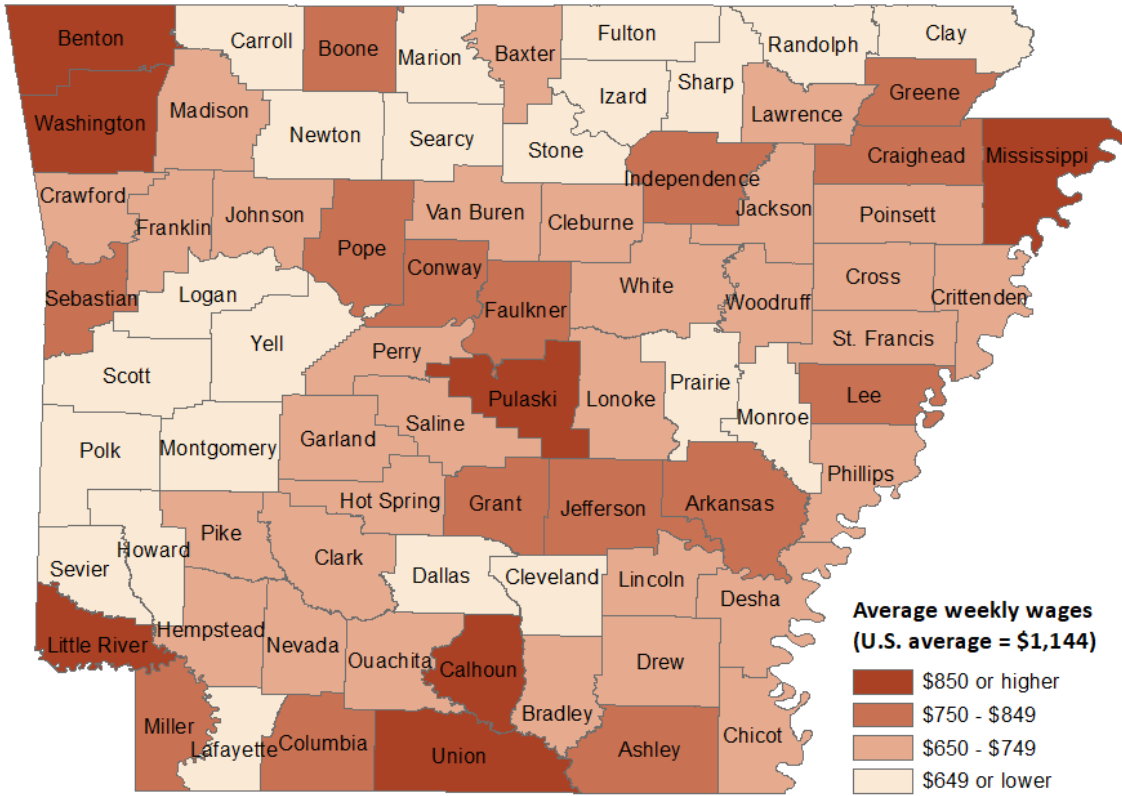 Benton
Carroll
Boone
Marion
Baxter
Fulton
Randolph
Clay
Washington
Madison
Newton
Searcy
Stone
Izard
Sharp
Lawrence
Greene
Craighead
Mississippi
Crawford
Franklin
Johnson
Pope
Van Buren
Cleburne
Independence
Jackson
Poinsett
Sebastian
Logan
Conway
Faulkner
White
Woodruff
Cross
Crittenden
Scott
Yell
Perry
Pulaski
Lonoke
Prairie
Monroe
St. Francis
Lee
Polk
Montgomery
Garland
Saline
Hot Spring
Grant
Jefferson
Arkansas
Phillips
Sevier
Howard
Pike
Clark
Dallas
Cleveland
Lincoln
Desha
Little River
Hempstead
Nevada
Ouachita
Calhoun
Bradley
Drew
Miller
Lafayette
Columbia
Union
Ashley
Chicot
Average weekly wages
(U.S. average = $1,144)
$850 or higher
$750 - $849
$650 - $749
$649 or lower